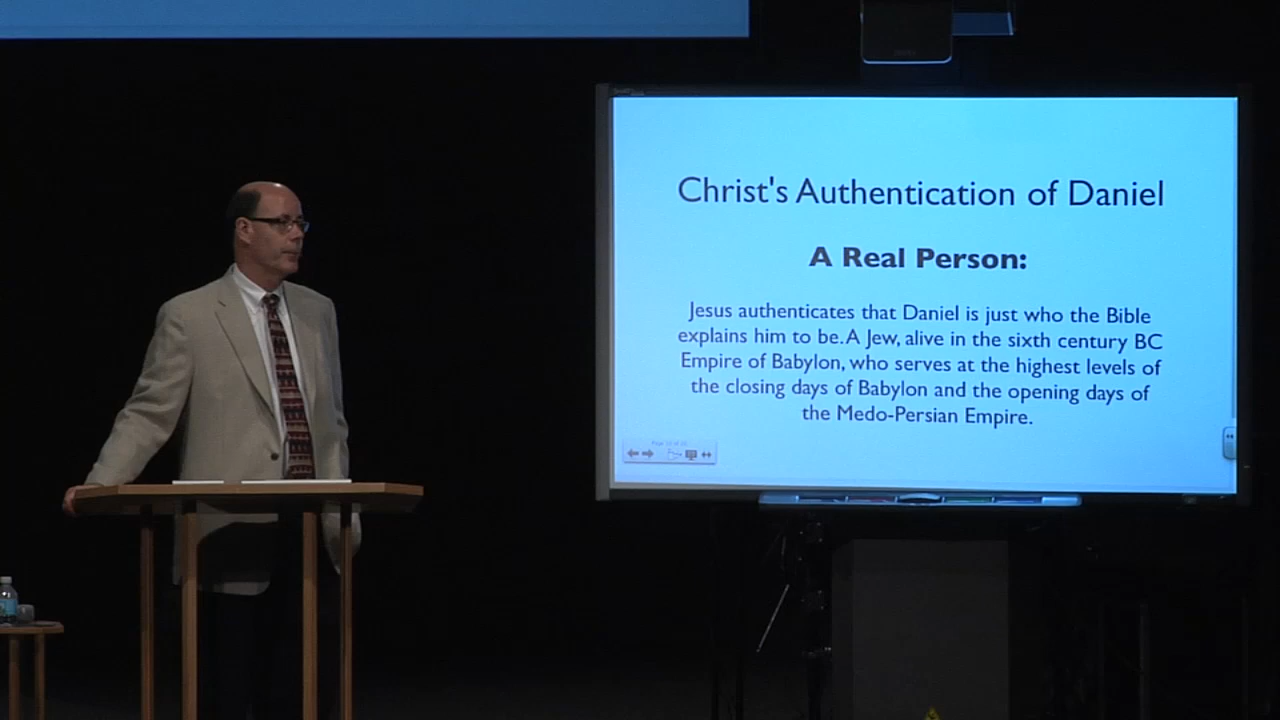 Christ's Authentication of Daniel
A Real Person:
Jesus authenticates that Daniel is just who the Bible
explains him to be. A Jew, alive in the sixth century BC
Empire of Babylon, who serves at the highest levels of
the closing days of Babylon and the opening days of
the Medo-Persian Empire.